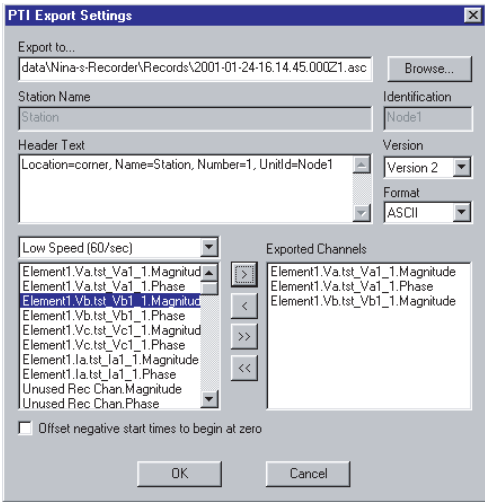 PTI Export Settings
Export to...
data\Nina-s-Recorder\Records\2001-01-24-16.14.45.000Z1.asc
Browse...
Station Name
Identification
Station
Node1
Header Text
Version
Location=corner, Name=Station, Number=1, UnitId=Node1
Version 2
Format
ASCII
Low Speed (60/sec)
Exported Channels
Element1.Va.tst_Va1_1.Magnitud
Element1.Va.tst_Va1_1.Phase
Element1.Vb.tst_Vb1_1.Magnitud
Element1.Vb.tst_Vb1_1.Phase
Element1.Vc.tst_Vc1_1.Magnitud
Element1.Ia.tst_Ia1_1.Magnitude
Element1.Ia.tst_Ia1_1.Phase
Unused Rec Chan.Magnitude
Unused Rec Chan.Phase
>
<
>>
<<
Element1.Va.tst_Va1_1.Magnitude
Element1.Va.tst_Va1_1.Phase
Element1.Vb.tst_Vb1_1.Magnitude
Offset negative start times to begin at zero
OK
Cancel